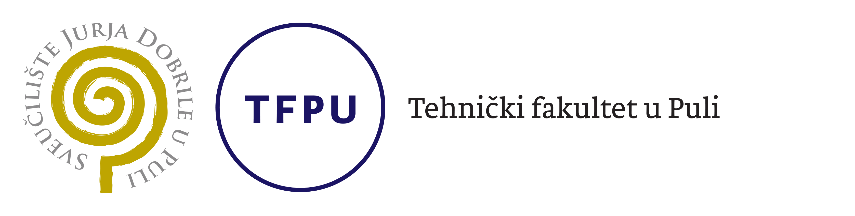 SVEUČILIŠTE JURJA DOBRILE U PULI
TFPU
Tehnički fakultet u Puli